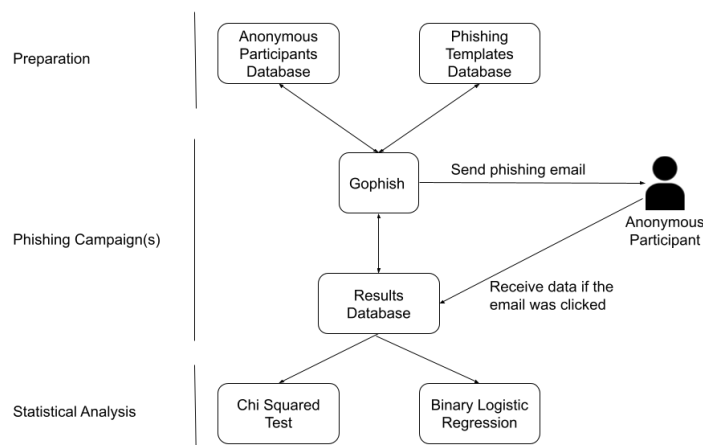 Preparation
Anonymous
Participants
Database
Phishing
Templates
Database
Phishing Campaign(s)
Gophish
Send phishing email
Anonymous
Participant
Results
Database
Receive data if the
email was clicked
Statistical Analysis
Chi Squared
Test
Binary Logistic
Regression